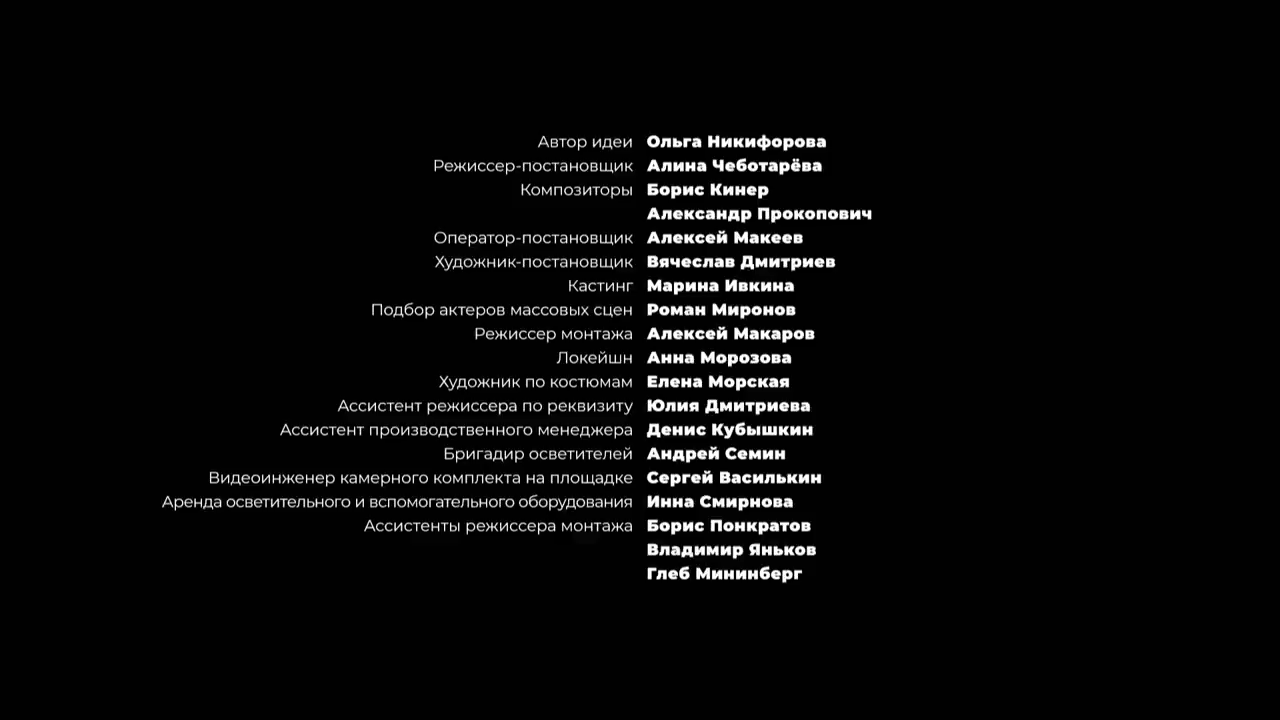 Автор идеи Ольга Никифорова
Режиссер-постановщик Алина Чеботарёва
Композиторы Борис Кинер
Александр Прокопович
Оператор-постановщик Алексей Макеев
Художник-постановщик Вячеслав Дмитриев
Кастинг Марина Ивкина
Подбор актеров массовых сцен Роман Миронов
Режиссер монтажа Алексей Макаров
Локейшн Анна Морозова
Художник по костюмам Елена Морская
Ассистент режиссера по реквизиту Юлия Дмитриева
Ассистент производственного менеджера Денис Кубышкин
Бригадир осветителей Андрей Семин
Видеоинженер камерного комплекта на площадке Сергей Василькин
Аренда осветительного и вспомогательного оборудования Инна Смирнова
Ассистенты режиссера монтажа Борис Понкратов
Владимир Яньков
Глеб Мининберг